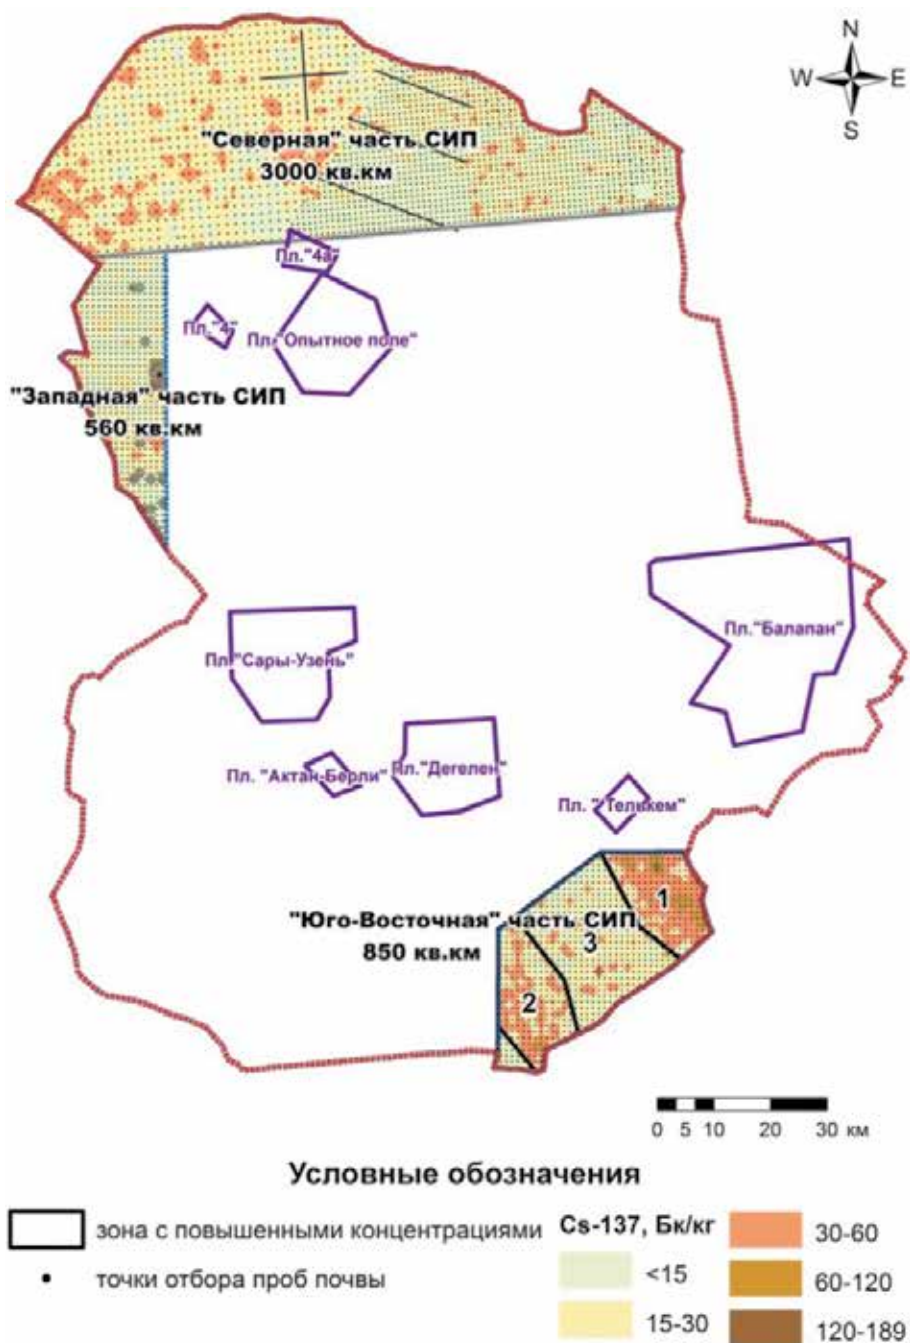 N
W E
S
"Северная" часть СИП
3000 кв.км
Пл."4а"
Пл."4"
Пл."Опытное поле"
"Западная" часть СИП
560 кв.км
Пл."Балапан"
Пл."Сары-Узень"
Пл. "Актан-Берли"
Пл."Дегелен"
Пл. "Телькем"
1
"Юго-Восточная" часть СИП
3
850 кв.км
2
0 5 10 20 30 км
Условные обозначения
зона с повышенными концентрациями
точки отбора проб почвы
Cs-137, Бк/кг
<15
15-30
30-60
60-120
120-189